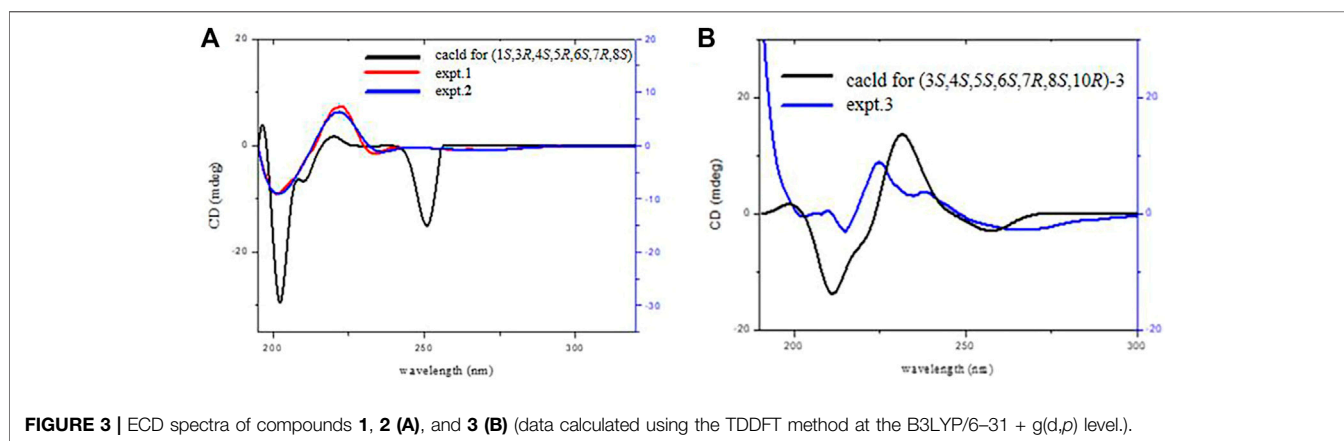 A
20
0
-20
CD (mdeg)
200
250
300
wavelength (nm)
20
10
0
-10
-20
-30
cacld for (1S,3R,4S,5R,6S,7R,8S)
expt.1
expt.2
B
20
0
-20
CD (mdeg)
200
250
300
wavelength (nm)
20
0
-20
cacld for (3S,4S,5S,6S,7R,8S,10R)-3
expt.3
FIGURE 3 | ECD spectra of compounds 1, 2 (A), and 3 (B) (data calculated using the TDDFT method at the B3LYP/6–31 + g(d,p) level.).